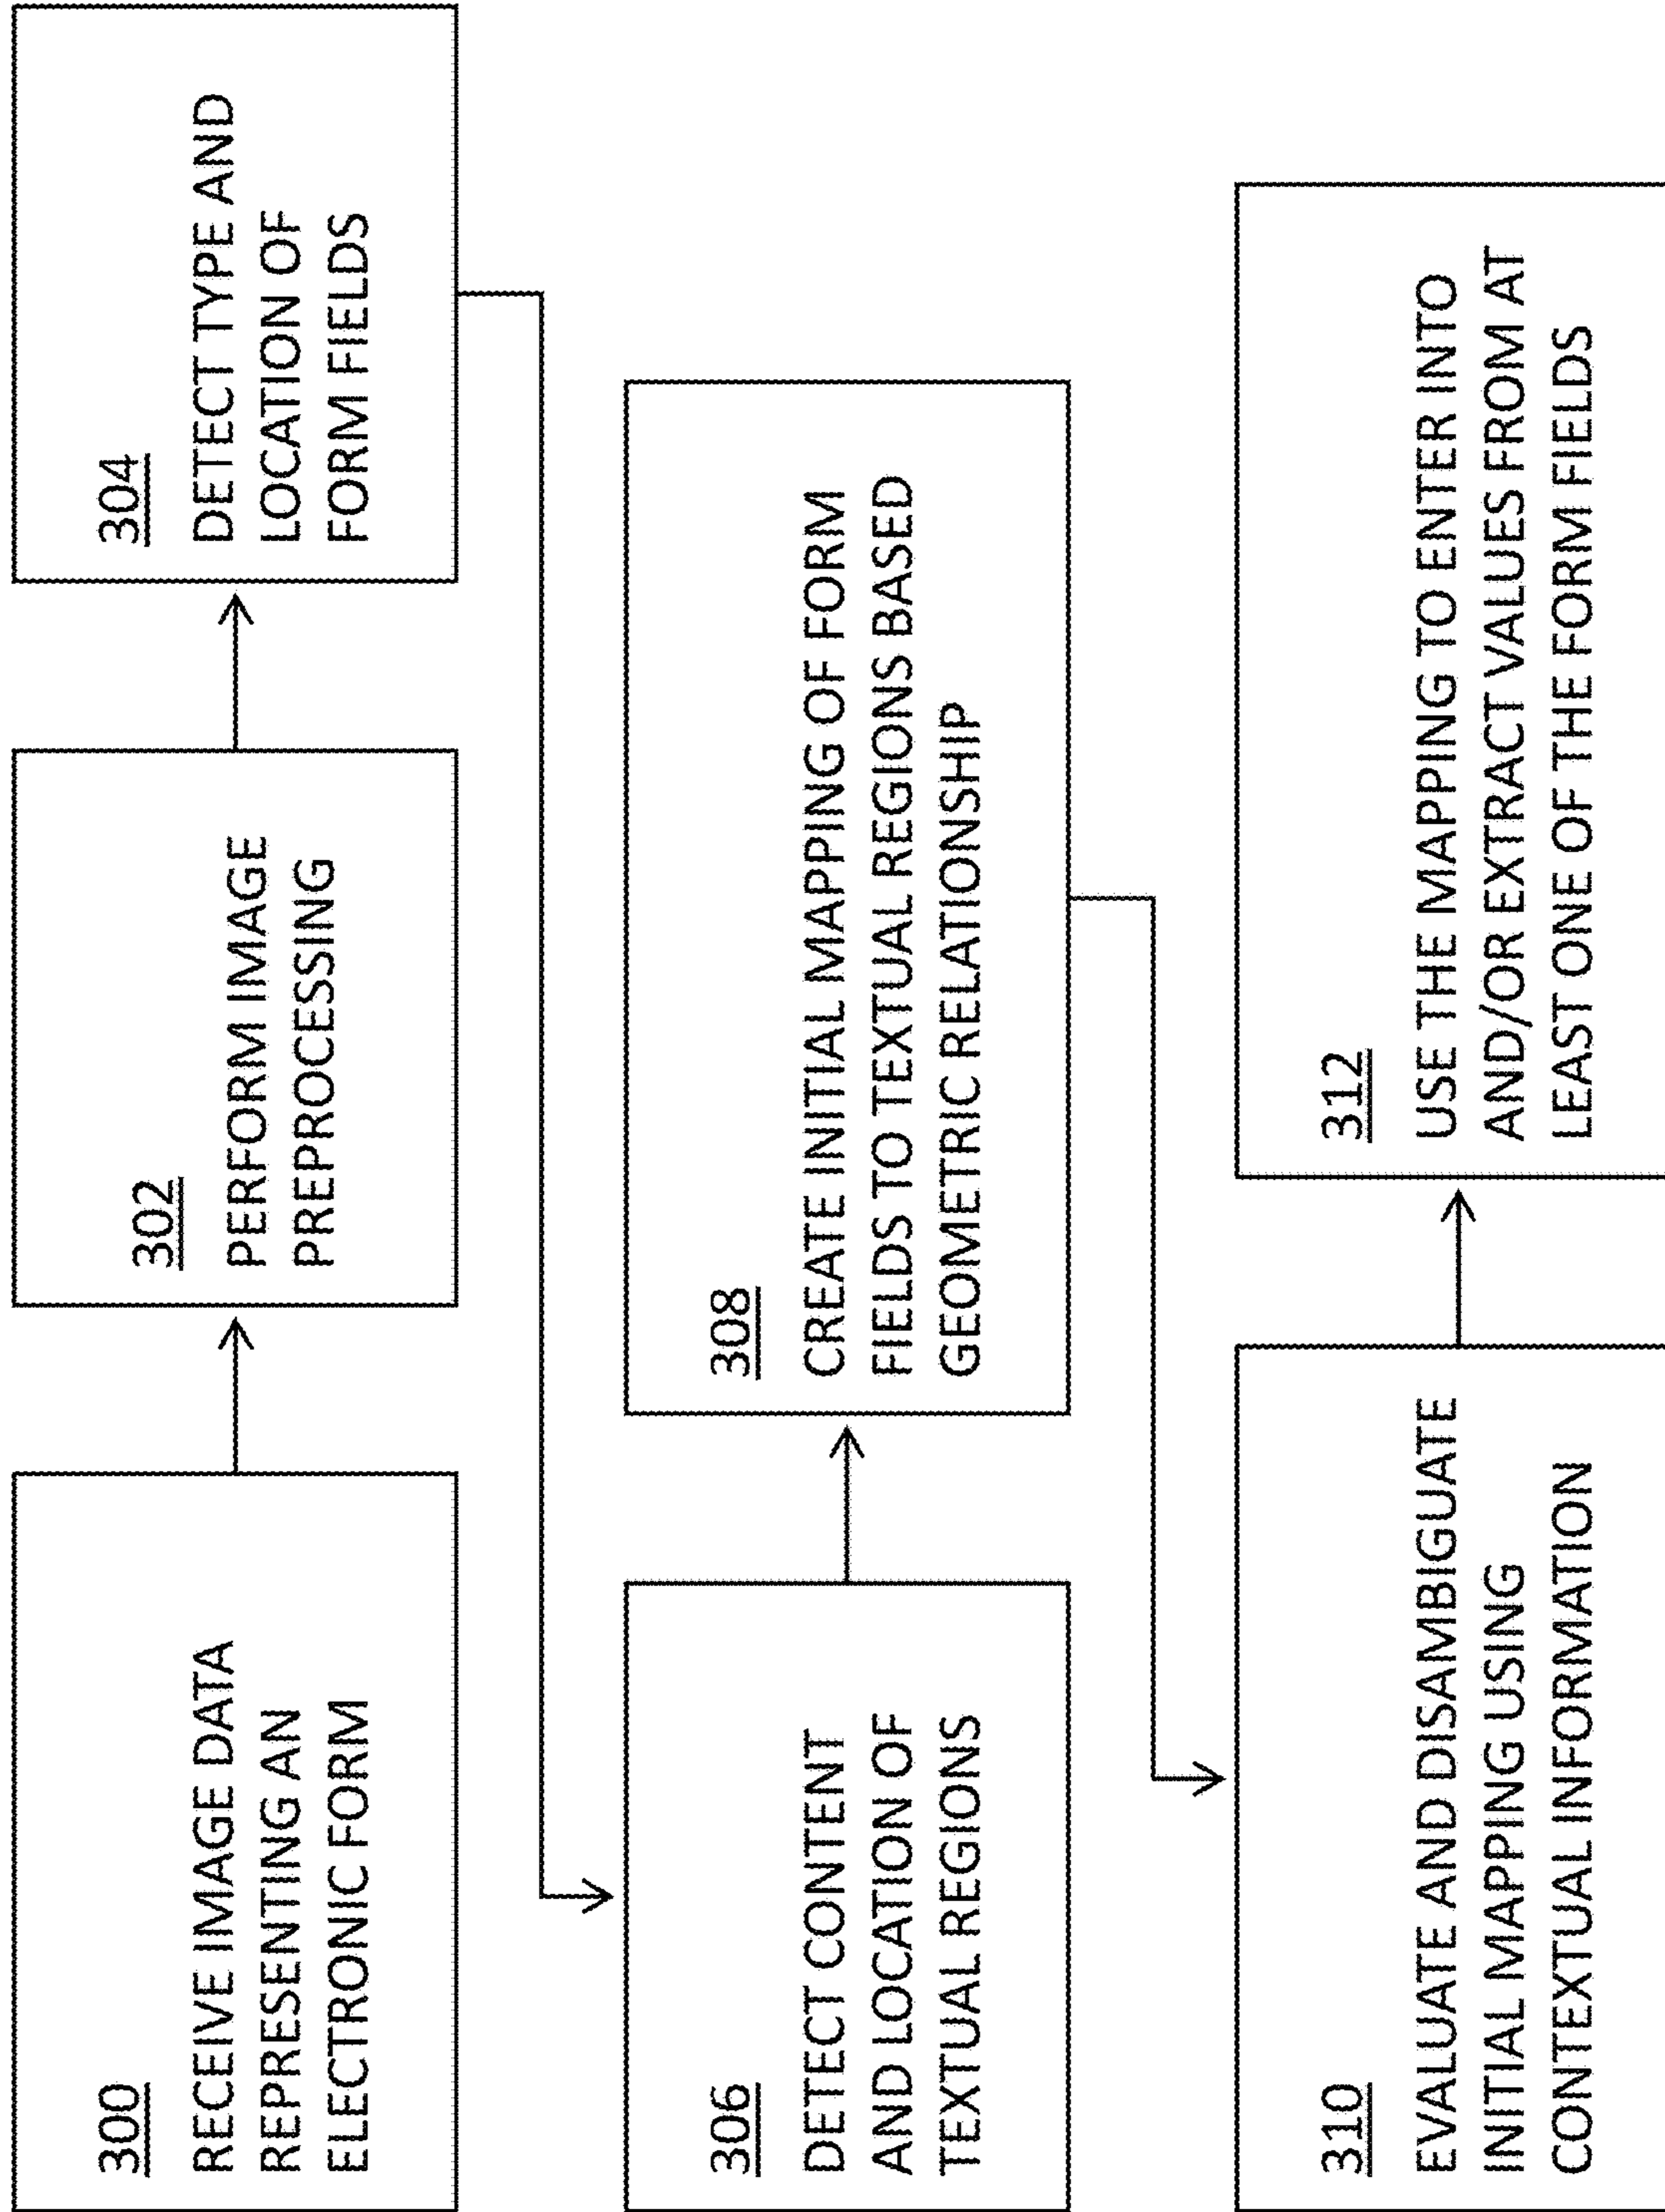 300
RECEIVE IMAGE DATA
REPRESENTING AN
ELECTRONIC FORM
302
PERFORM IMAGE
PREPROCESSING
304
DETECT TYPE AND
LOCATION OF
FORM FIELDS
306
DETECT CONTENT
AND LOCATION OF
TEXTUAL REGIONS
308
CREATE INITIAL MAPPING OF FORM
FIELDS TO TEXTUAL REGIONS BASED
GEOMETRIC RELATIONSHIP
310
EVALUATE AND DISAMBIGUATE
INITIAL MAPPING USING
CONTEXTUAL INFORMATION
312
USE THE MAPPING TO ENTER INTO
AND/OR EXTRACT VALUES FROM AT
LEAST ONE OF THE FORM FIELDS